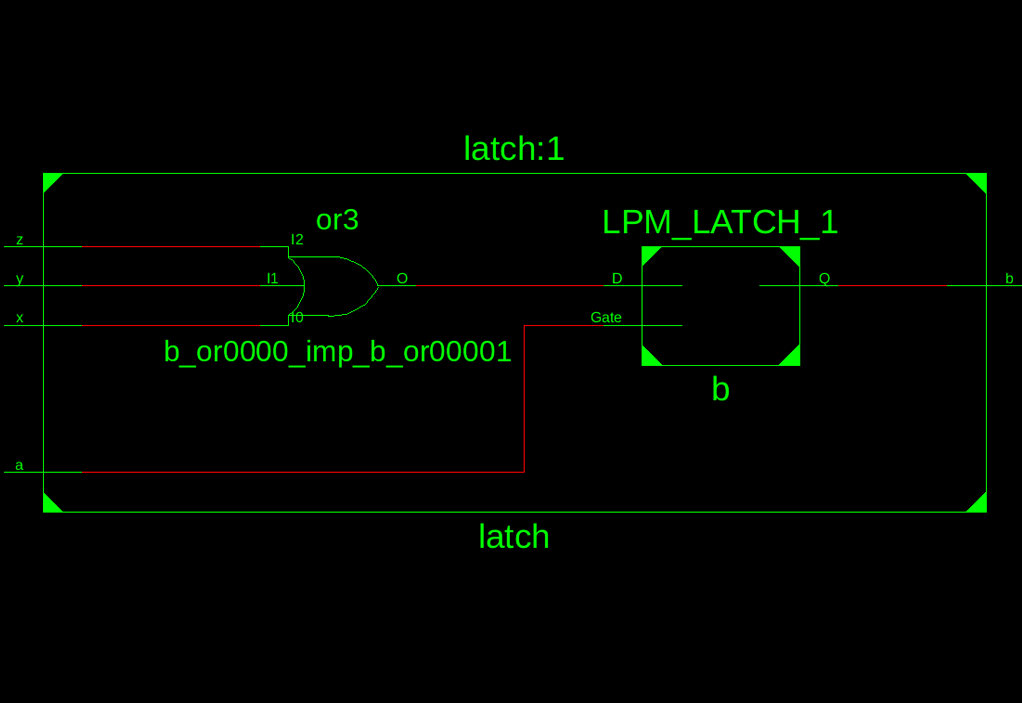 latch:1
or3
LPM_LATCH_1
z
I2
y
I1
O
D
Q
b
x
I0
Gate
b_or0000_imp_b_or00001
b
a
latch